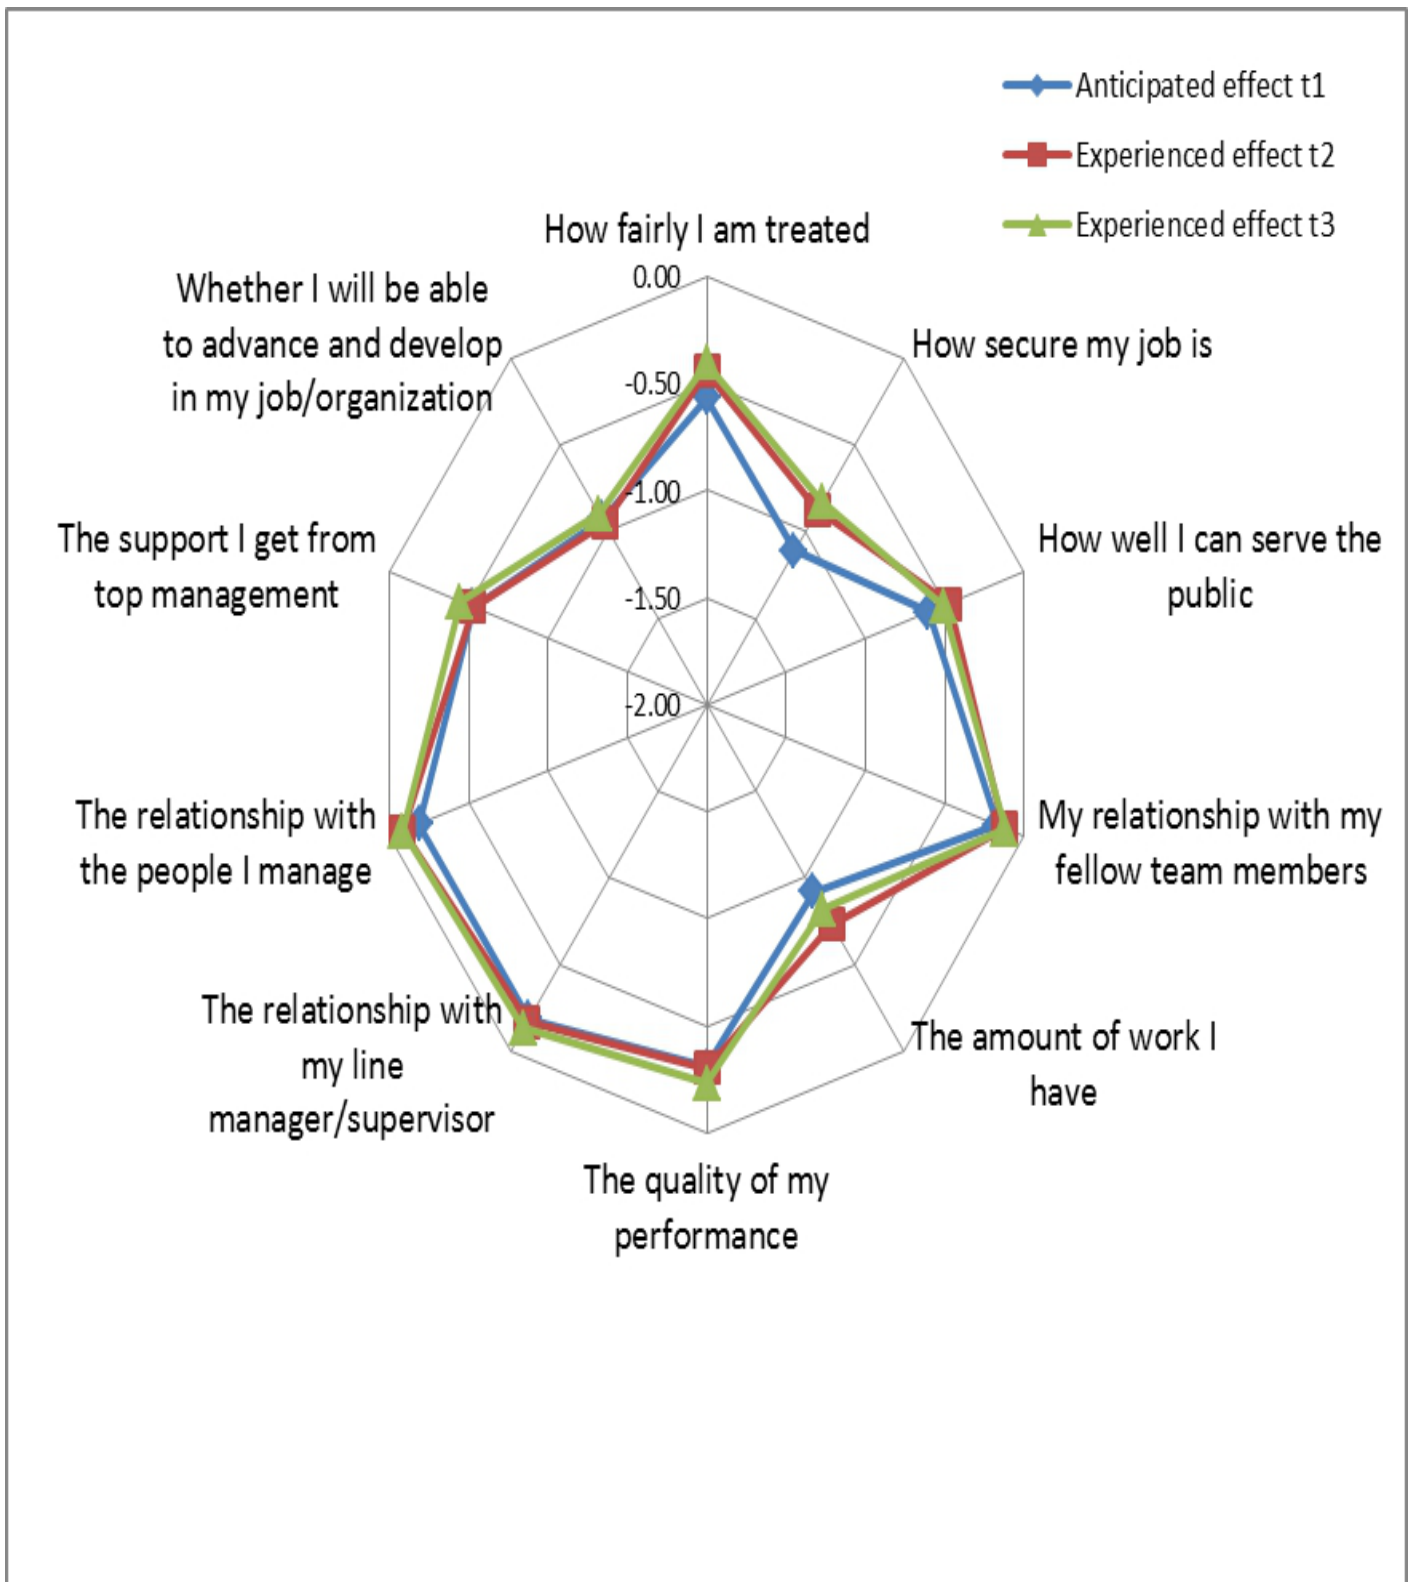 Anticipated effect t1
Experienced effect t2
Experienced effect t3
How fairly I am treated
0.00
-0.50
-1.00
-1.50
-2.00
How secure my job is
How well I can serve the
public
My relationship with my
fellow team members
The amount of work I
have
The quality of my
performance
The relationship with
my line
manager/supervisor
The relationship with
the people I manage
The support I get from
top management
Whether I will be able
to advance and develop
in my job/organization